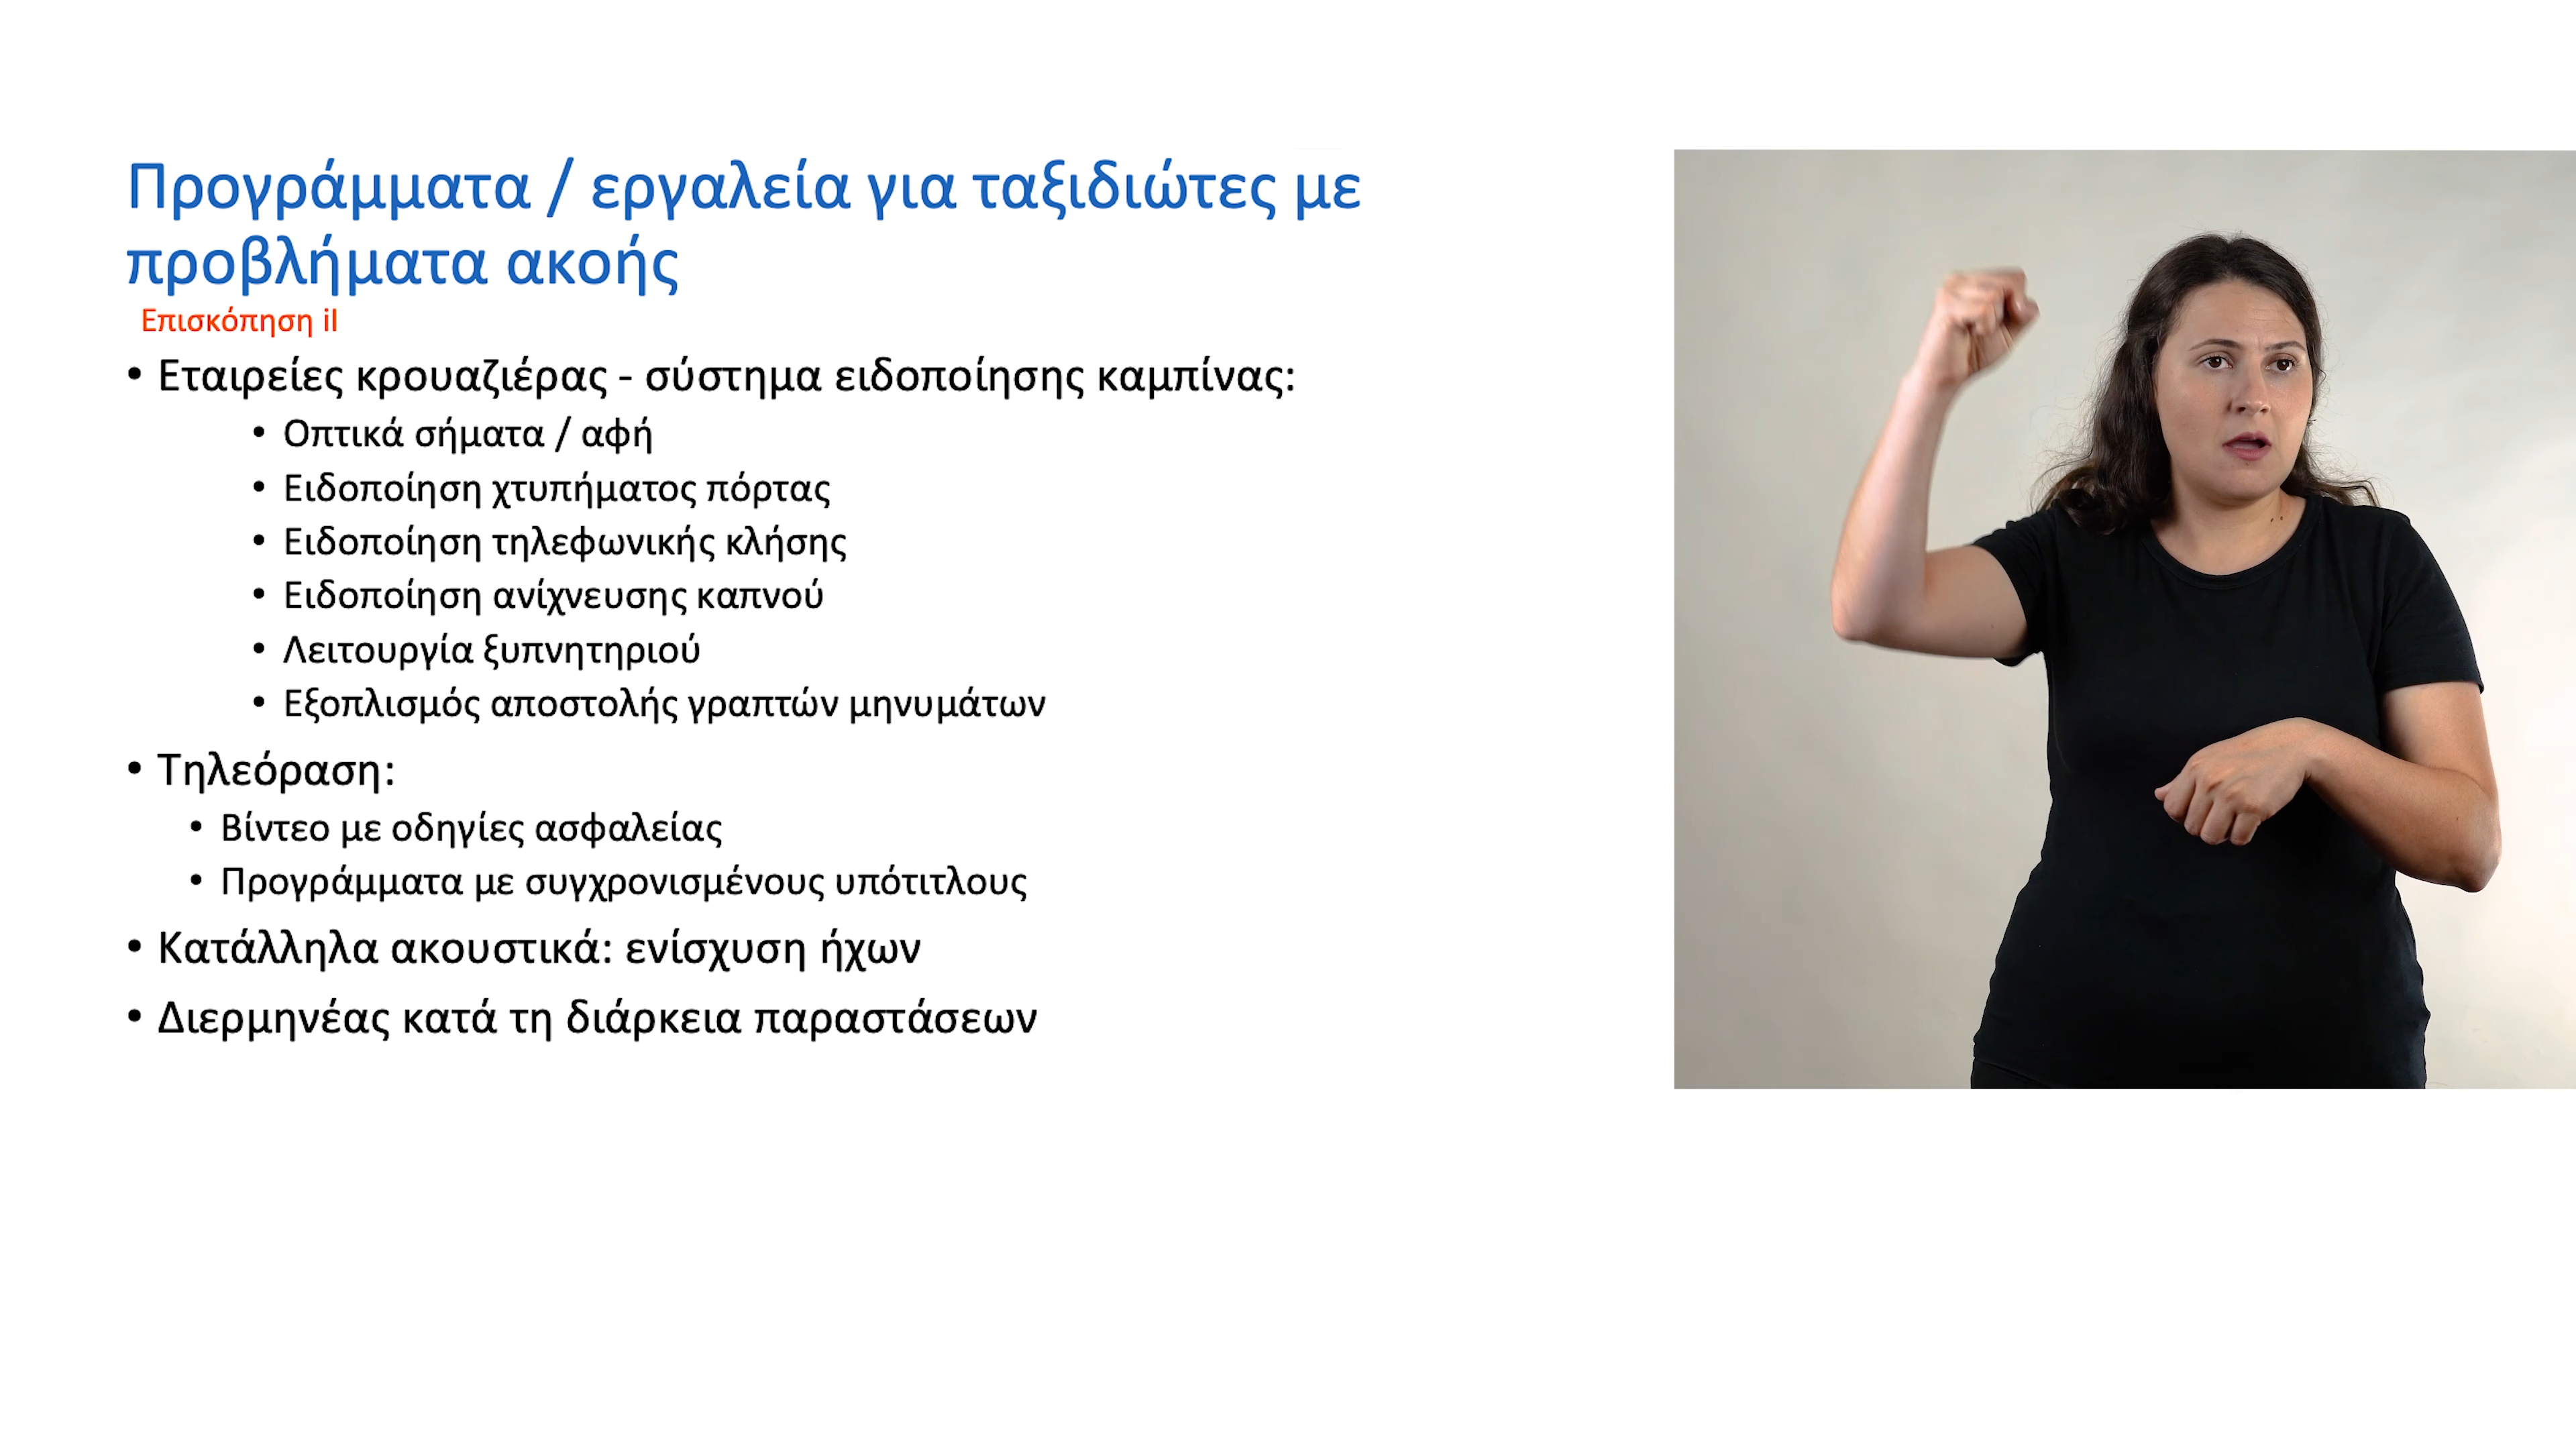 Προγράμματα / εργαλεία για ταξιδιώτες με
προβλήματα ακοής
Επισκόπηση iI
• Εταιρείες κρουαζιέρας - σύστημα ειδοποίησης καμπίνας:
• Οπτικά σήματα / αφή
• Ειδοποίηση χτυπήματος πόρτας
• Ειδοποίηση τηλεφωνικής κλήσης
• Ειδοποίηση ανίχνευσης καπνού
• Λειτουργία ξυπνητηριού
• Εξοπλισμός αποστολής γραπτών μηνυμάτων
• Τηλεόραση:
• Βίντεο με οδηγίες ασφαλείας
• Προγράμματα με συγχρονισμένους υπότιτλους
• Κατάλληλα ακουστικά: ενίσχυση ήχων
• Διερμηνέας κατά τη διάρκεια παραστάσεων